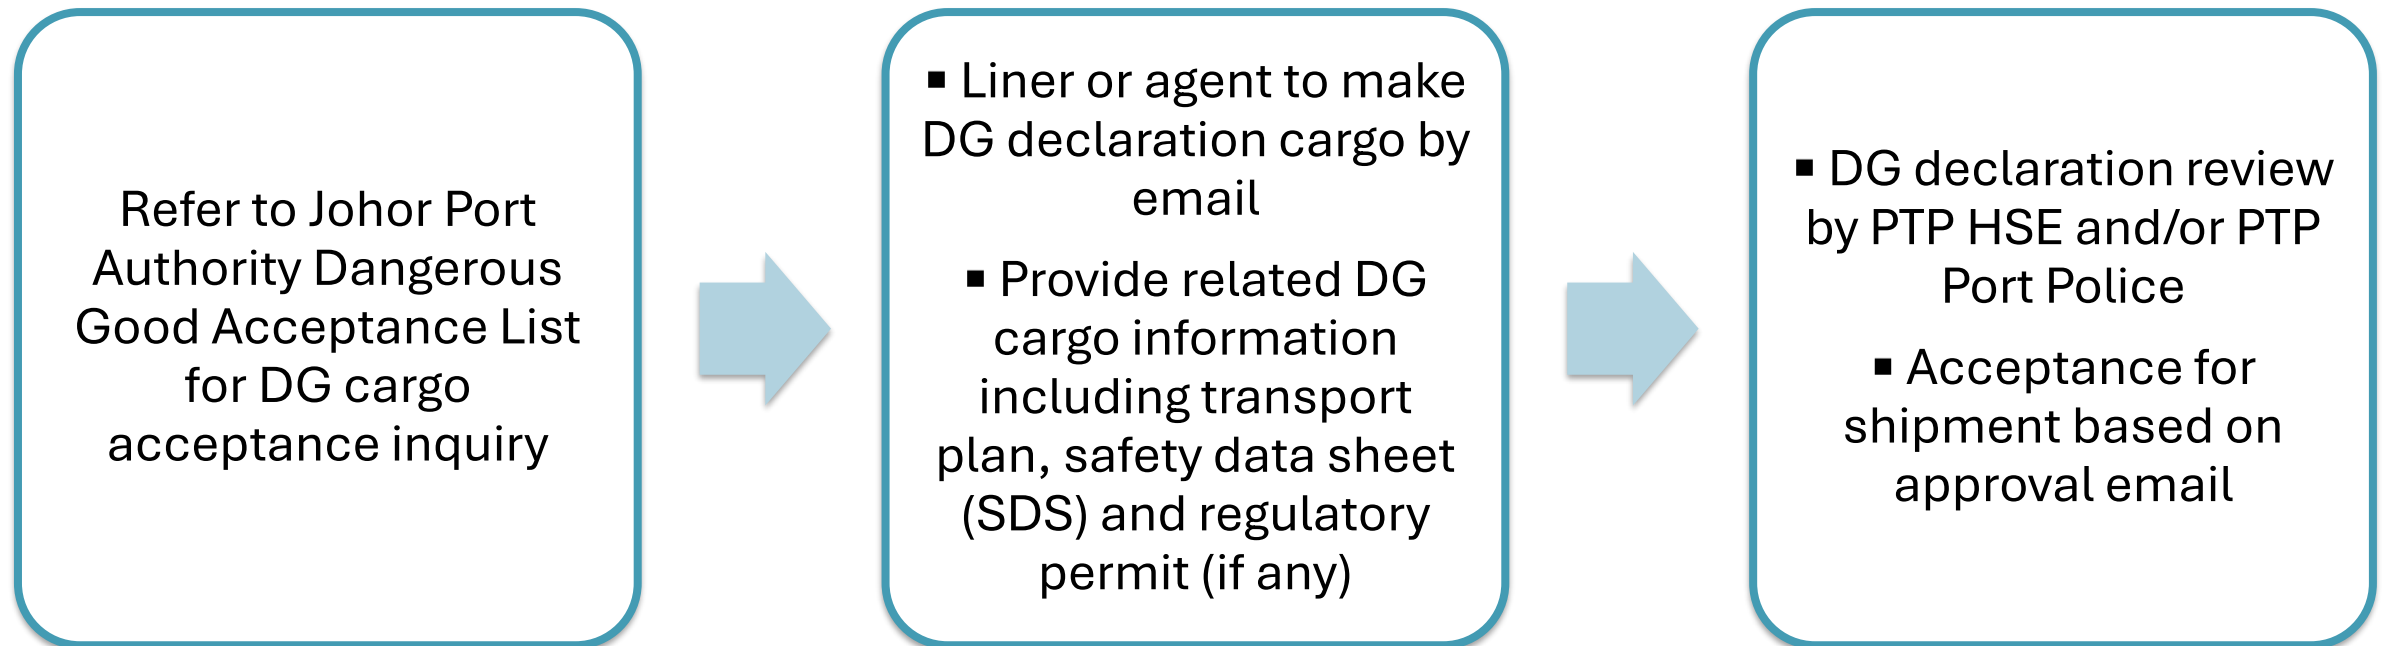 Refer to Johor Port
Authority Dangerous
Good Acceptance List
for DG cargo
acceptance inquiry
▪ Liner or agent to make
DG declaration cargo by
email
▪ Provide related DG
cargo information
including transport
plan, safety data sheet
(SDS) and regulatory
permit (if any)
▪ DG declaration review
by PTP HSE and/or PTP
Port Police
▪ Acceptance for
shipment based on
approval email